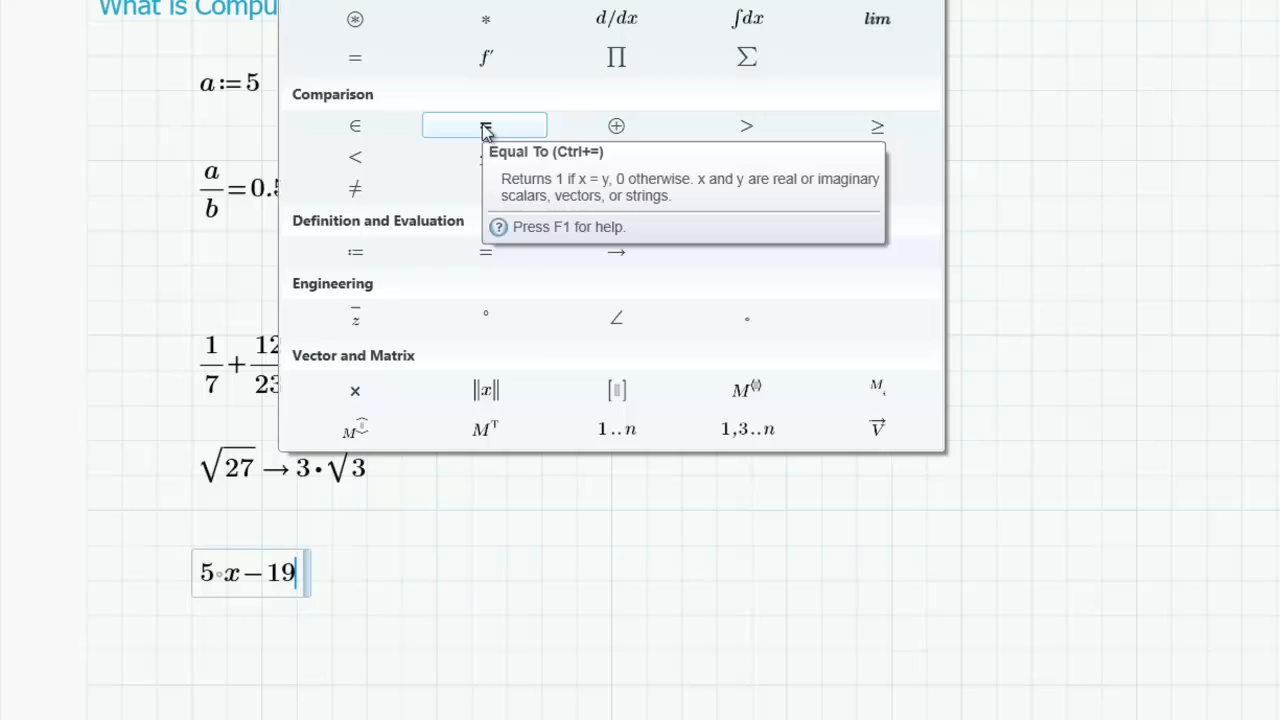 What is Compu
⊛ * d/dx ∫dx lim
= f′ ∏ ∑
a:=5
Comparison
∈ = ⊕ > ≥
<
≠
Equal To (Ctrl+=)
Returns 1 if x = y, 0 otherwise. x and y are real or imaginary
scalars, vectors, or strings.
Press F1 for help.
a/b=0.5
Definition and Evaluation
:= = →
Engineering
z̅ ° ∠ ∘
1/7+12/23
Vector and Matrix
× ||x|| [▯] M⟨▯⟩ Mᵢ
M Mᵀ 1..n 1,3..n V⃗
√27 → 3·√3
5∘x−19